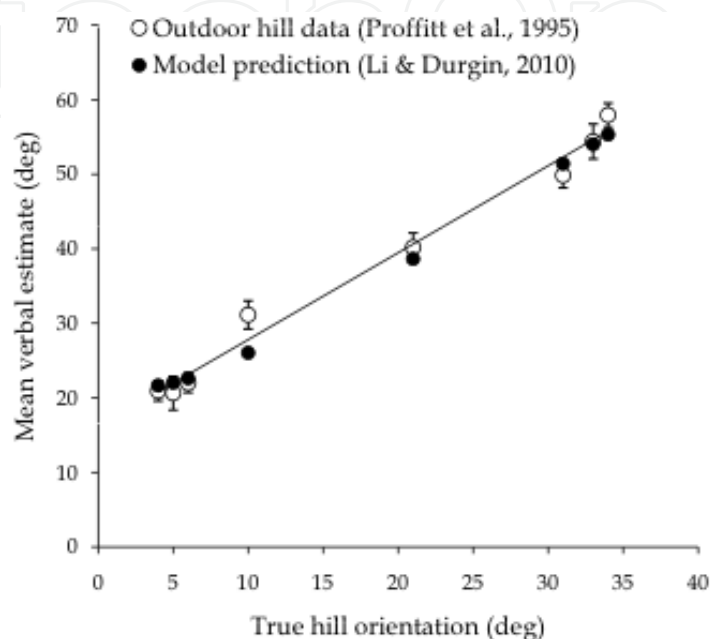 70
60
50
40
30
20
10
0
Mean verbal estimate (deg)
Outdoor hill data (Proffitt et al., 1995)
Model prediction (Li & Durgin, 2010)
0 5 10 15 20 25 30 35 40
True hill orientation (deg)